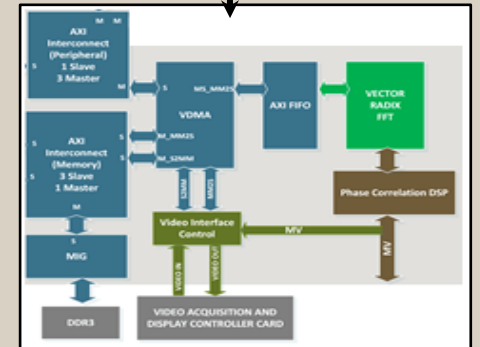 M M
AXI
Interconnect
(Peripheral)
1 Slave
3 Master
S
M
S
MS_MM2S
VDMA
M_MM2S
M_S2MM
AXI FIFO
VECTOR
RADIX
FFT
AXI
Interconnect
(Memory)
3 Slave
1 Master
S
S
S
S
M
Phase Correlation DSP
MM2S
S2MM
Video Interface
Control
MV
MV
S
MIG
VIDEO IN
VIDEO OUT
DDR3
VIDEO ACQUISITION AND
DISPLAY CONTROLLER CARD